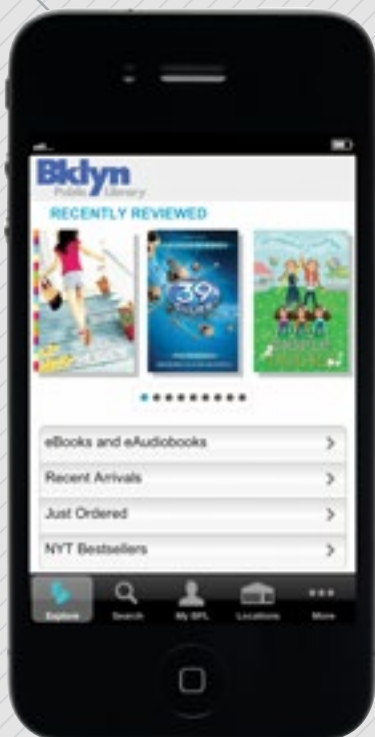 Bklyn
Public Library
RECENTLY REVIEWED
39
eBooks and eAudiobooks
Recent Arrivals
Just Ordered
NYT Bestsellers
Explore Search My BPL Locations More